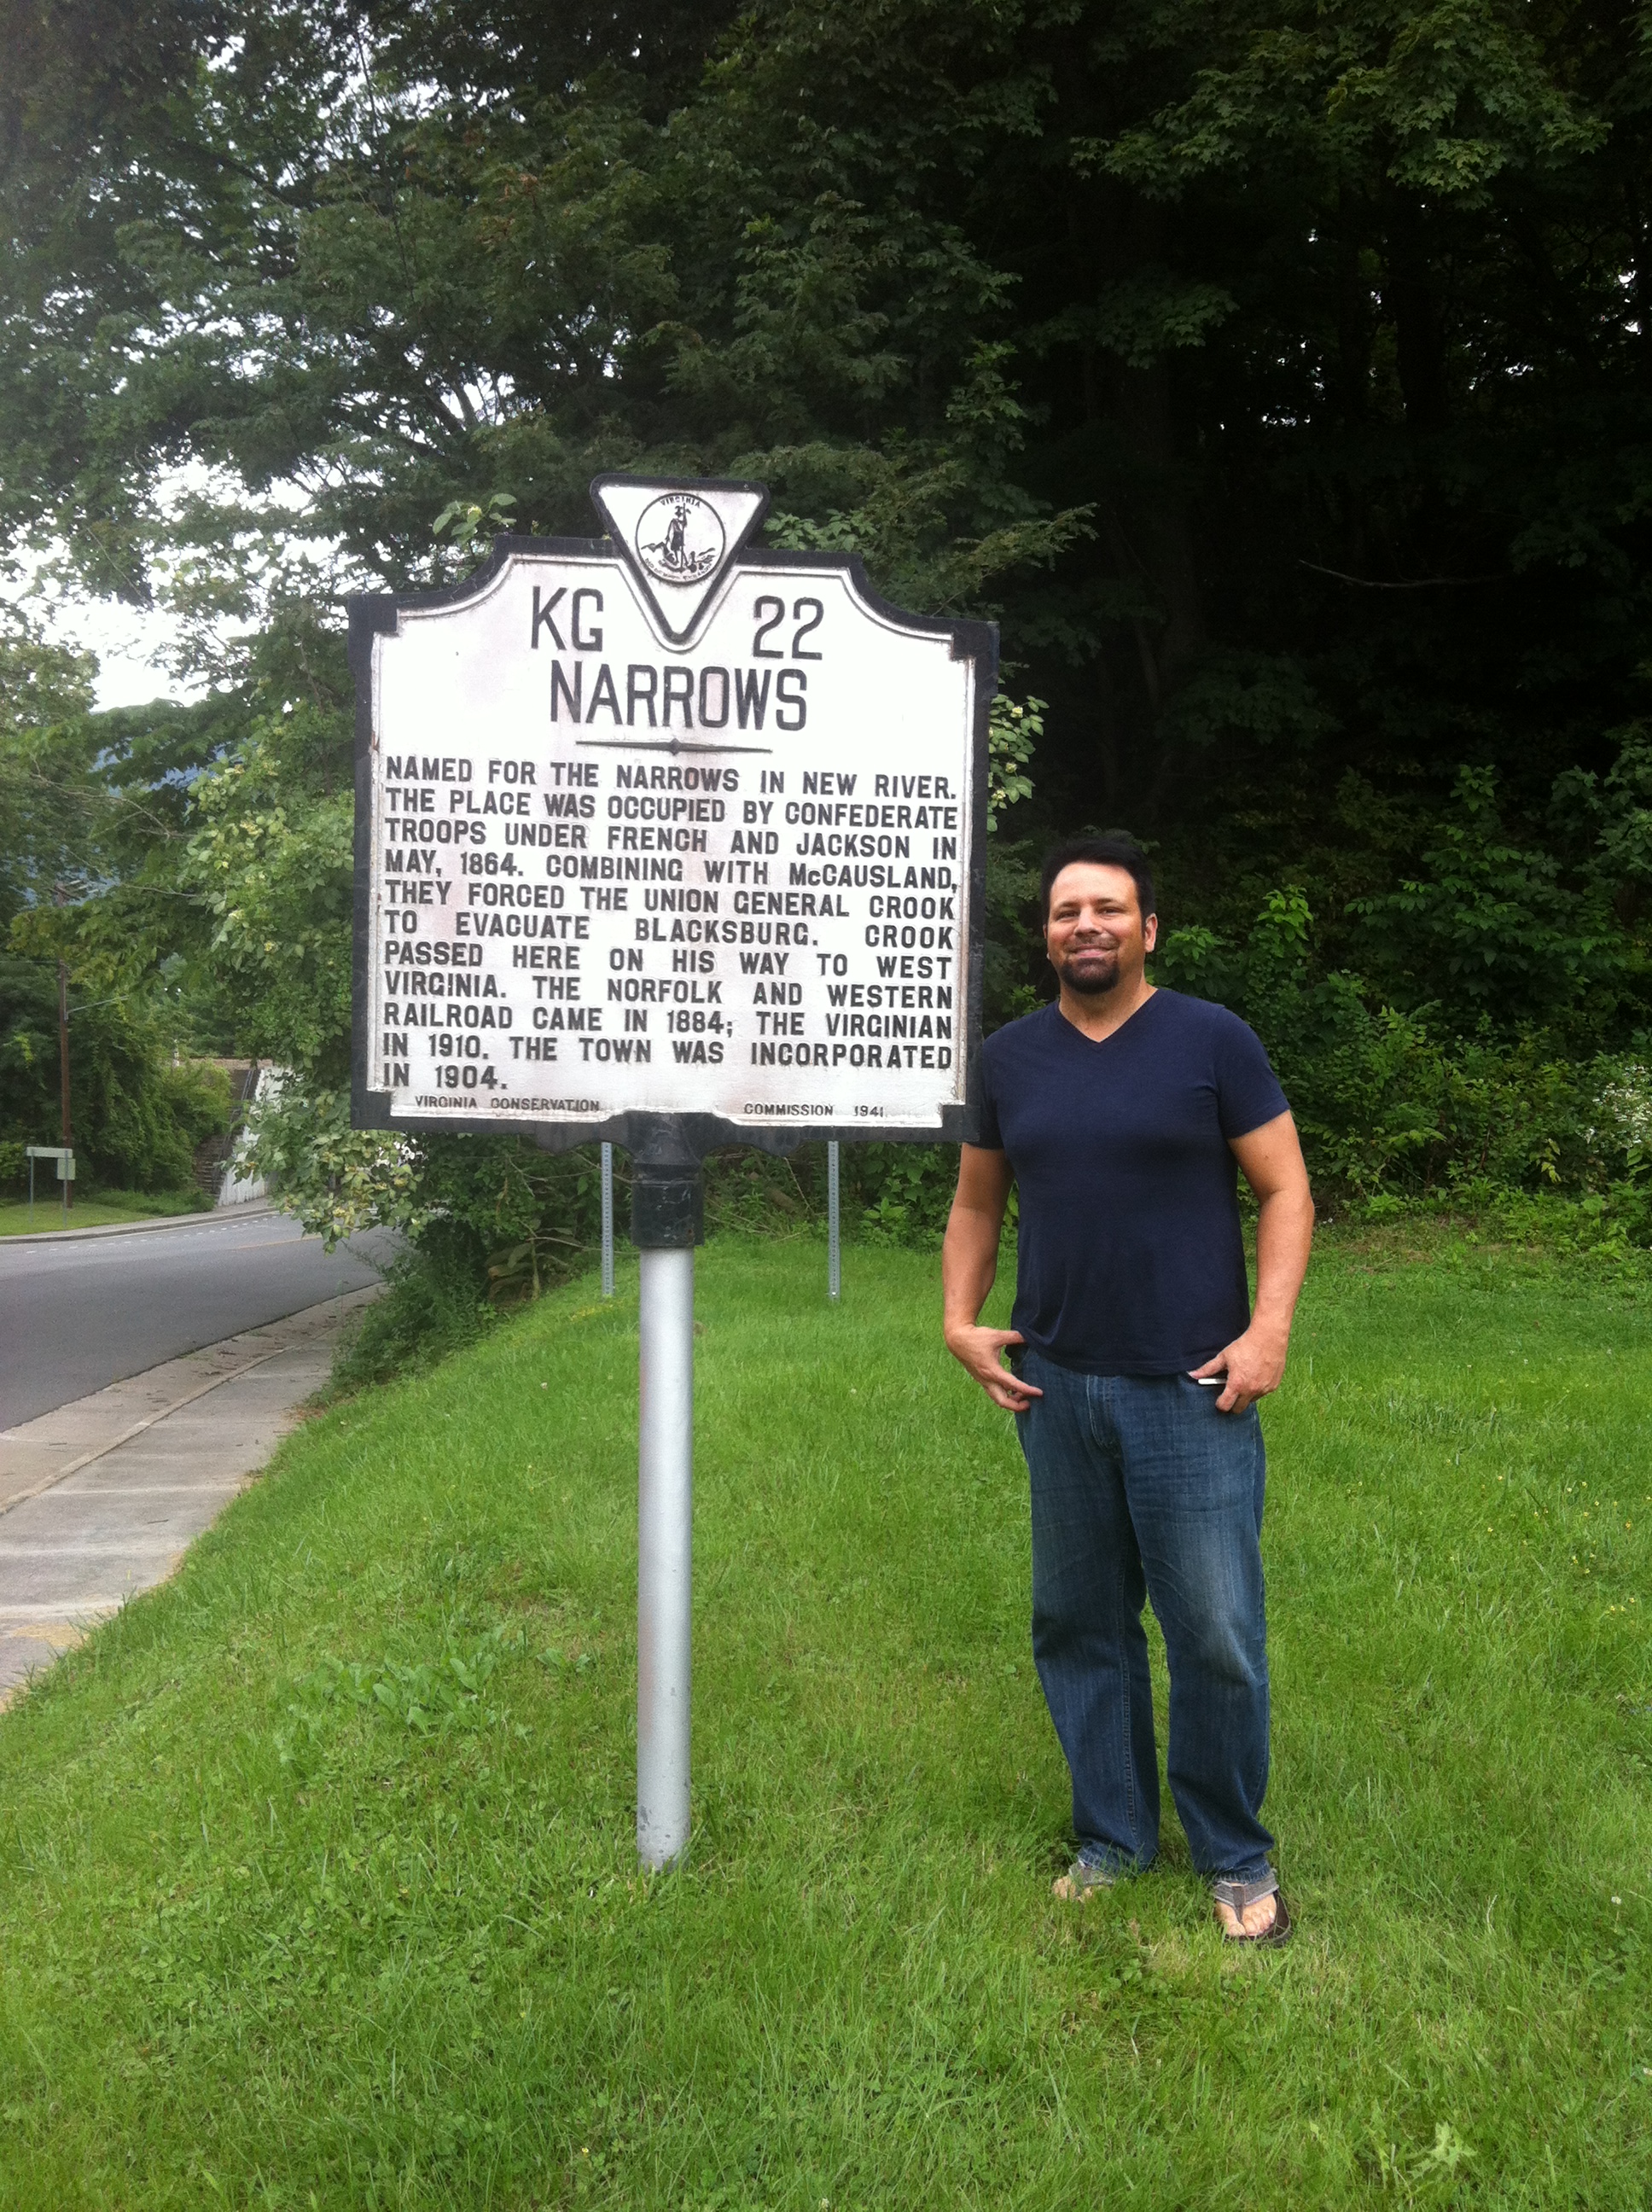 VIRGINIA
KG 22
NARROWS
NAMED FOR THE NARROWS IN NEW RIVER.
THE PLACE WAS OCCUPIED BY CONFEDERATE
TROOPS UNDER FRENCH AND JACKSON IN
MAY, 1864. COMBINING WITH McCAUSLAND,
THEY FORCED THE UNION GENERAL CROOK
TO EVACUATE BLACKSBURG. CROOK
PASSED HERE ON HIS WAY TO WEST
VIRGINIA. THE NORFOLK AND WESTERN
RAILROAD CAME IN 1884; THE VIRGINIAN
IN 1910. THE TOWN WAS INCORPORATED
IN 1904.
VIRGINIA CONSERVATION COMMISSION 1941